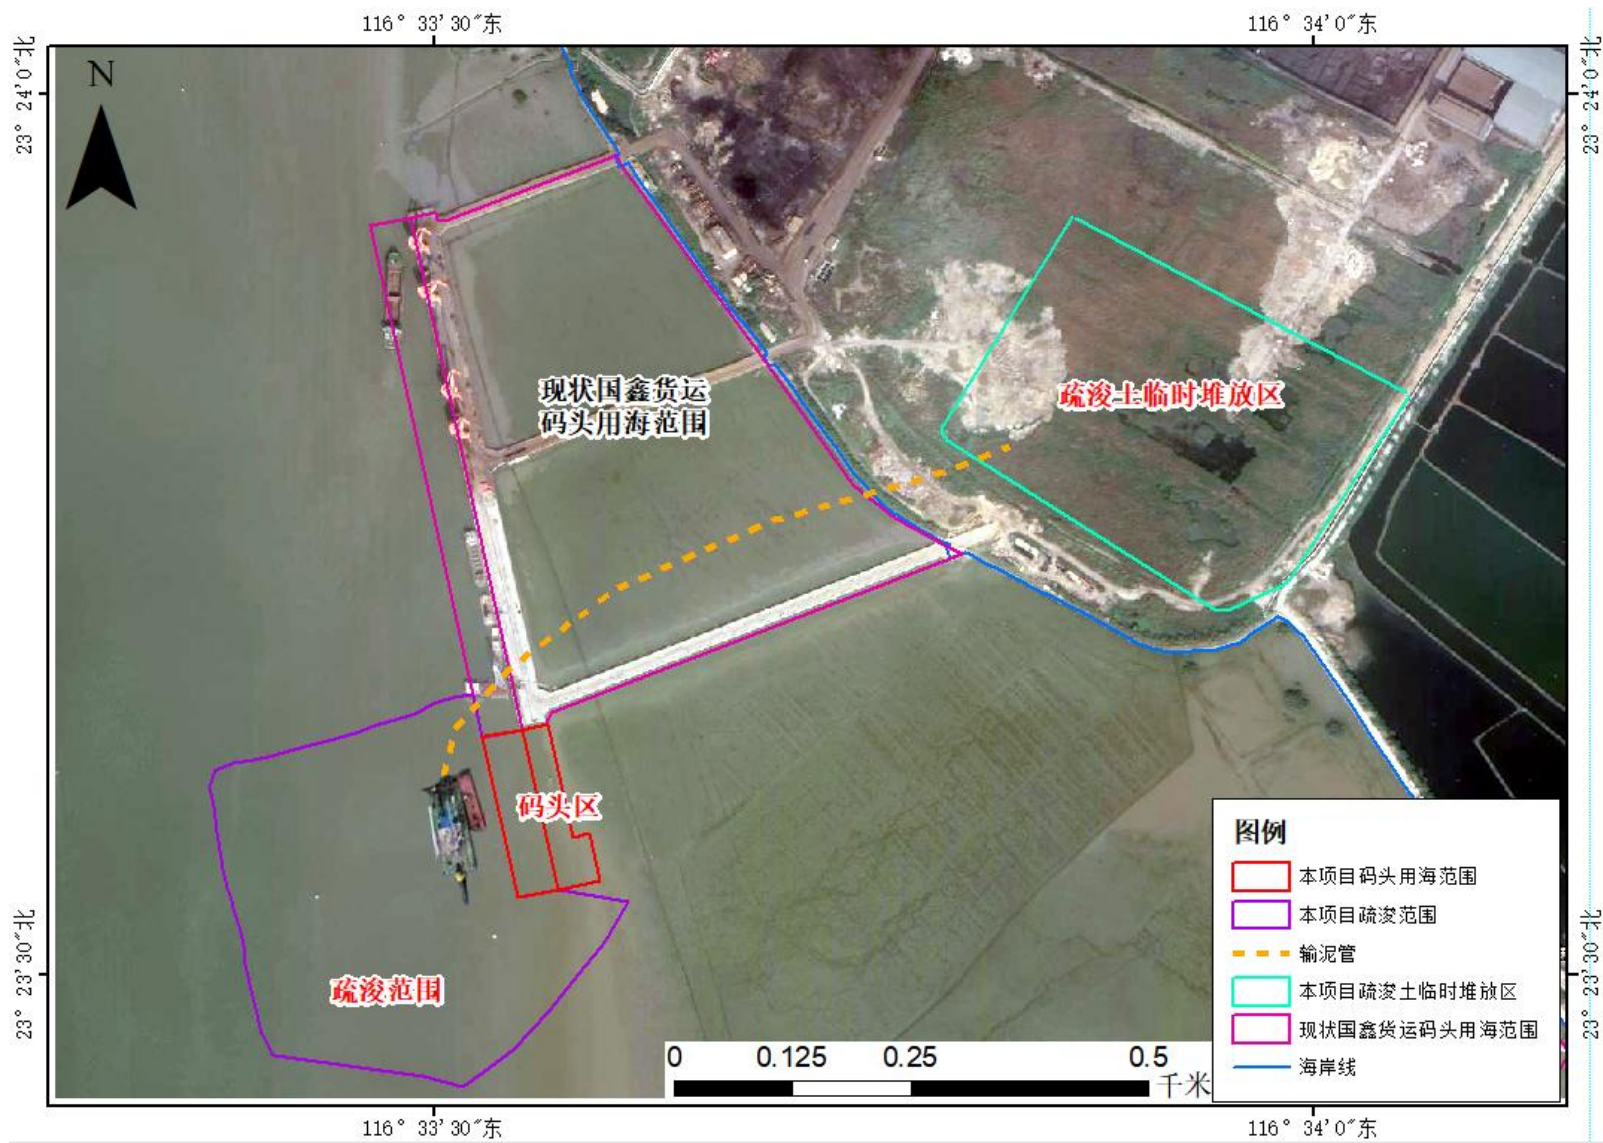 116° 33'30"东
116° 34'0"东
23° 24'0"北
23° 24'0"北
N
现状国鑫货运
码头用海范围
疏浚土临时堆放区
码头区
疏浚范围
图例
本项目码头用海范围
本项目疏浚范围
输泥管
本项目疏浚土临时堆放区
现状国鑫货运码头用海范围
海岸线
23° 23'30"北
23° 23'30"北
0 0.125 0.25 0.5
千米
116° 33'30"东
116° 34'0"东